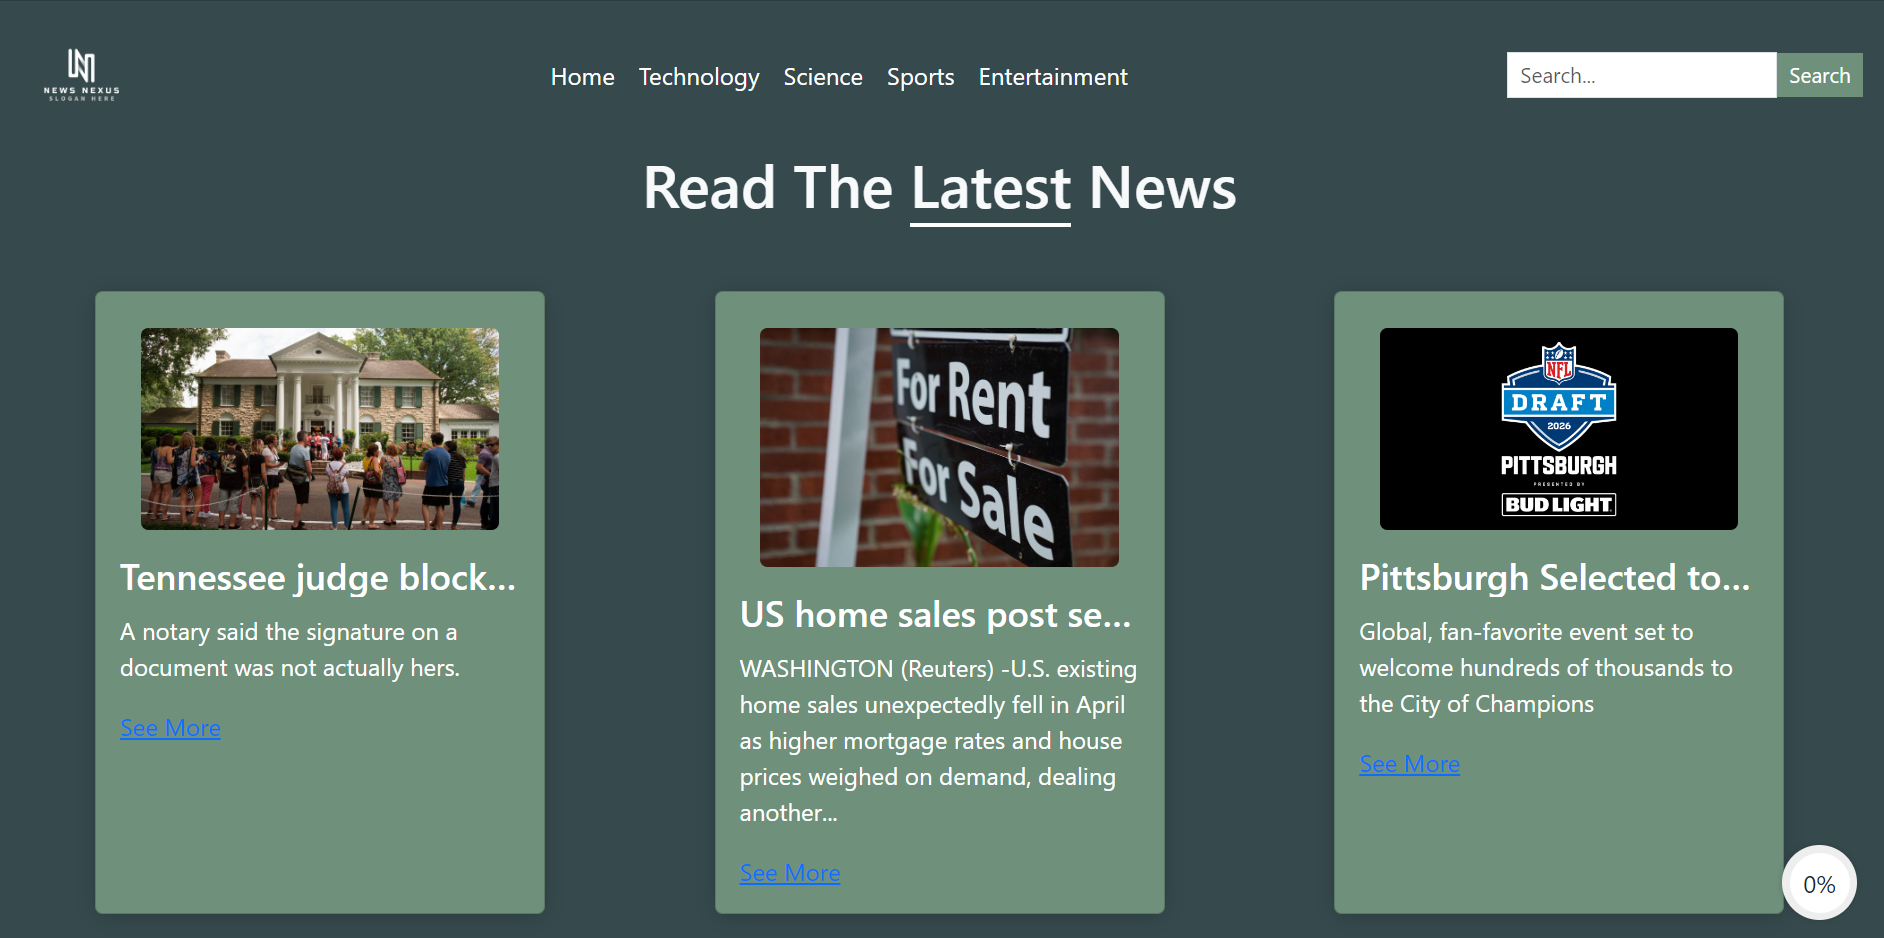 NEWS NEXUS
SLOGAN HERE
Home Technology Science Sports Entertainment
Search...
Search
Read The Latest News
Tennessee judge block...
A notary said the signature on a
document was not actually hers.
See More
For Rent
For Sale
US home sales post se...
WASHINGTON (Reuters) -U.S. existing
home sales unexpectedly fell in April
as higher mortgage rates and house
prices weighed on demand, dealing
another...
See More
NFL
DRAFT
2026
PITTSBURGH
PRESENTED BY
BUD LIGHT
Pittsburgh Selected to...
Global, fan-favorite event set to
welcome hundreds of thousands to
the City of Champions
See More
0%